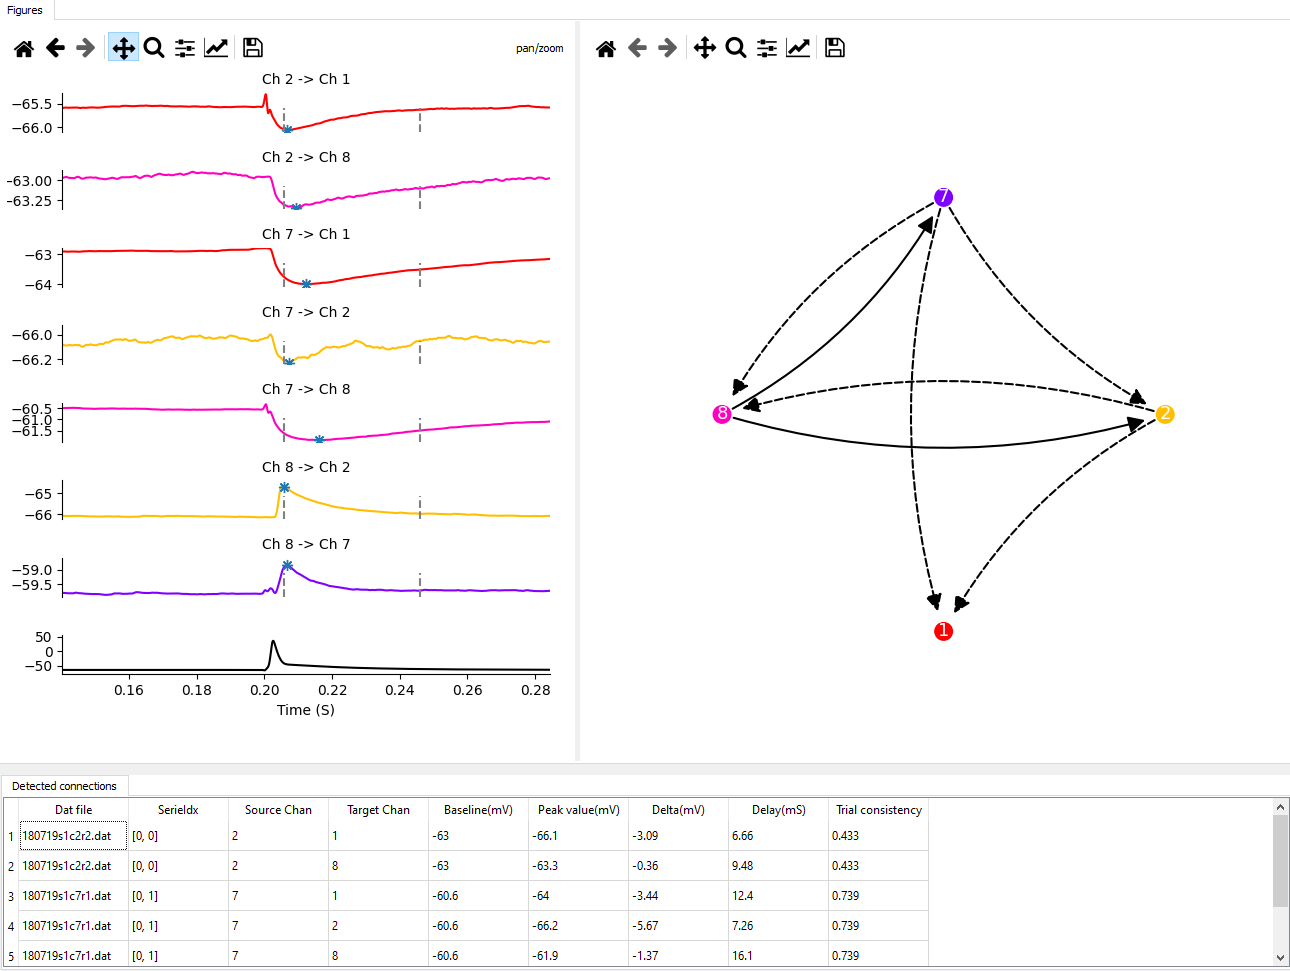 Figures
pan/zoom
Ch 2 -> Ch 1
−65.5
−66.0
Ch 2 -> Ch 8
−63.00
−63.25
Ch 7 -> Ch 1
−63
−64
Ch 7 -> Ch 2
−66.0
−66.2
Ch 7 -> Ch 8
−60.5
−61.0
−61.5
Ch 8 -> Ch 2
−65
−66
Ch 8 -> Ch 7
−59.0
−59.5
50
0
−50
0.16 0.18 0.20 0.22 0.24 0.26 0.28
Time (S)
7
8
2
1
Detected connections
Dat file SerieIdx Source Chan Target Chan Baseline(mV) Peak value(mV) Delta(mV) Delay(mS) Trial consistency
1 180719s1c2r2.dat [0, 0] 2 1 -63 -66.1 -3.09 6.66 0.433
2 180719s1c2r2.dat [0, 0] 2 8 -63 -63.3 -0.36 9.48 0.433
3 180719s1c7r1.dat [0, 1] 7 1 -60.6 -64 -3.44 12.4 0.739
4 180719s1c7r1.dat [0, 1] 7 2 -60.6 -66.2 -5.67 7.26 0.739
5 180719s1c7r1.dat [0, 1] 7 8 -60.6 -61.9 -1.37 16.1 0.739